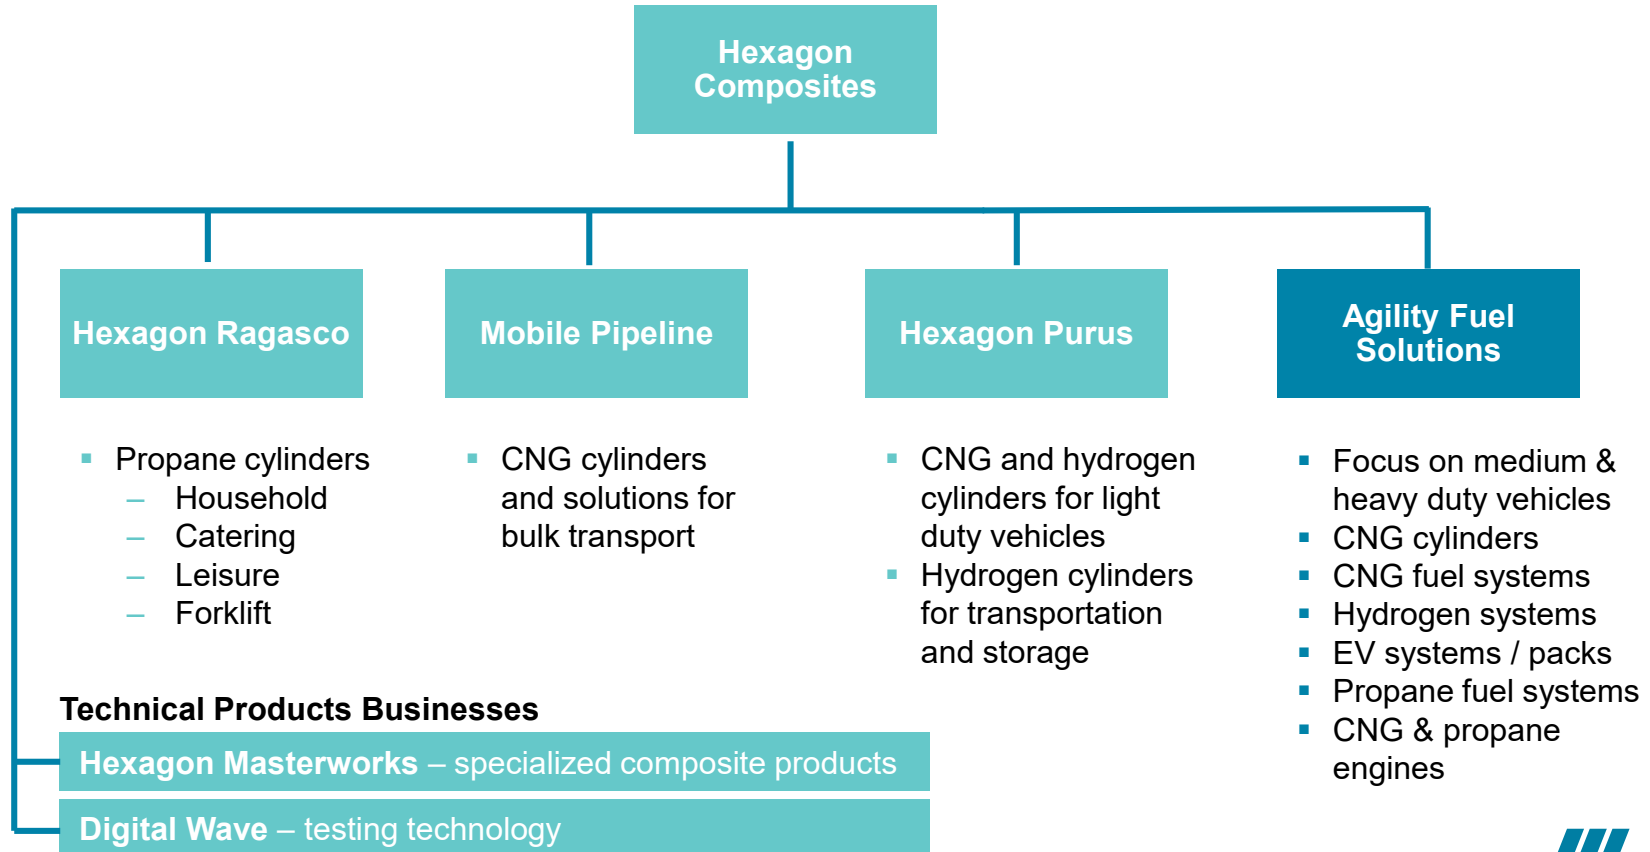 Hexagon
Composites
Hexagon Ragasco
Mobile Pipeline
Hexagon Purus
Agility Fuel
Solutions
▪ Propane cylinders
– Household
– Catering
– Leisure
– Forklift
▪ CNG cylinders
and solutions for
bulk transport
▪ CNG and hydrogen
cylinders for light
duty vehicles
▪ Hydrogen cylinders
for transportation
and storage
▪ Focus on medium &
heavy duty vehicles
▪ CNG cylinders
▪ CNG fuel systems
▪ Hydrogen systems
▪ EV systems / packs
▪ Propane fuel systems
▪ CNG & propane
engines
Technical Products Businesses
Hexagon Masterworks – specialized composite products
Digital Wave – testing technology